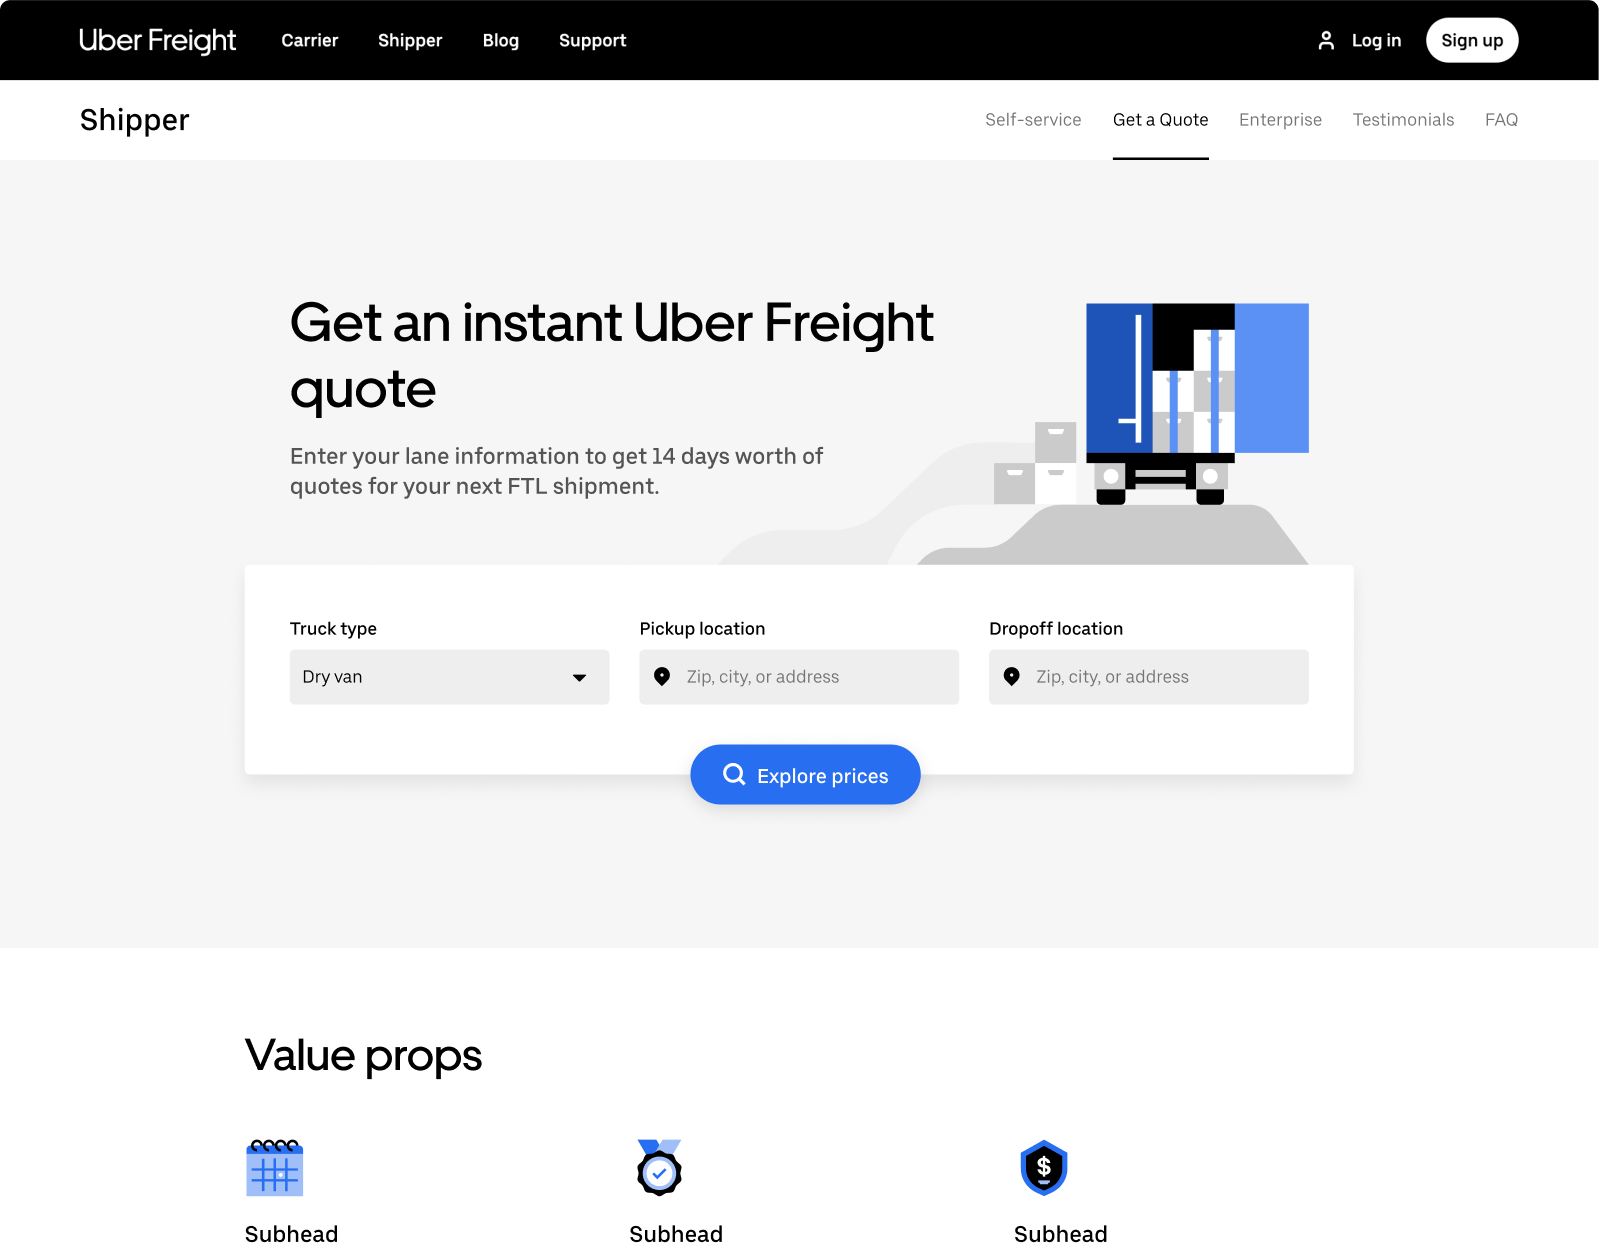 Uber Freight Carrier Shipper Blog Support Log in Sign up
Shipper Self-service Get a Quote Enterprise Testimonials FAQ
Get an instant Uber Freight
quote
Enter your lane information to get 14 days worth of
quotes for your next FTL shipment.
Truck type Pickup location Dropoff location
Dry van Zip, city, or address Zip, city, or address
Explore prices
Value props
$
Subhead Subhead Subhead